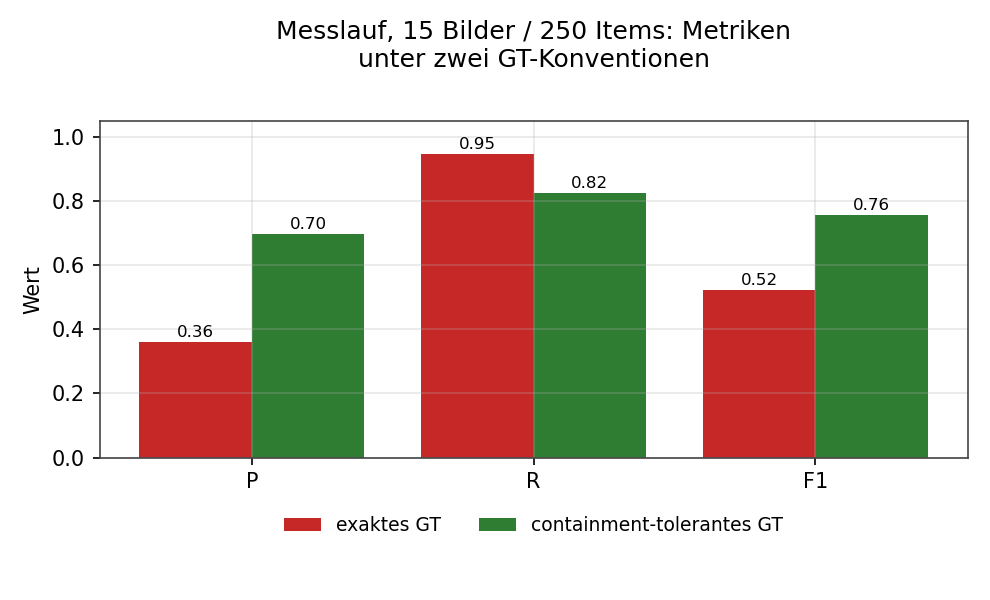 Messlauf, 15 Bilder / 250 Items: Metriken
unter zwei GT-Konventionen
Wert
1.0
0.8
0.6
0.4
0.2
0.0
0.36
0.70
0.95
0.82
0.52
0.76
P
R
F1
exaktes GT
containment-tolerantes GT